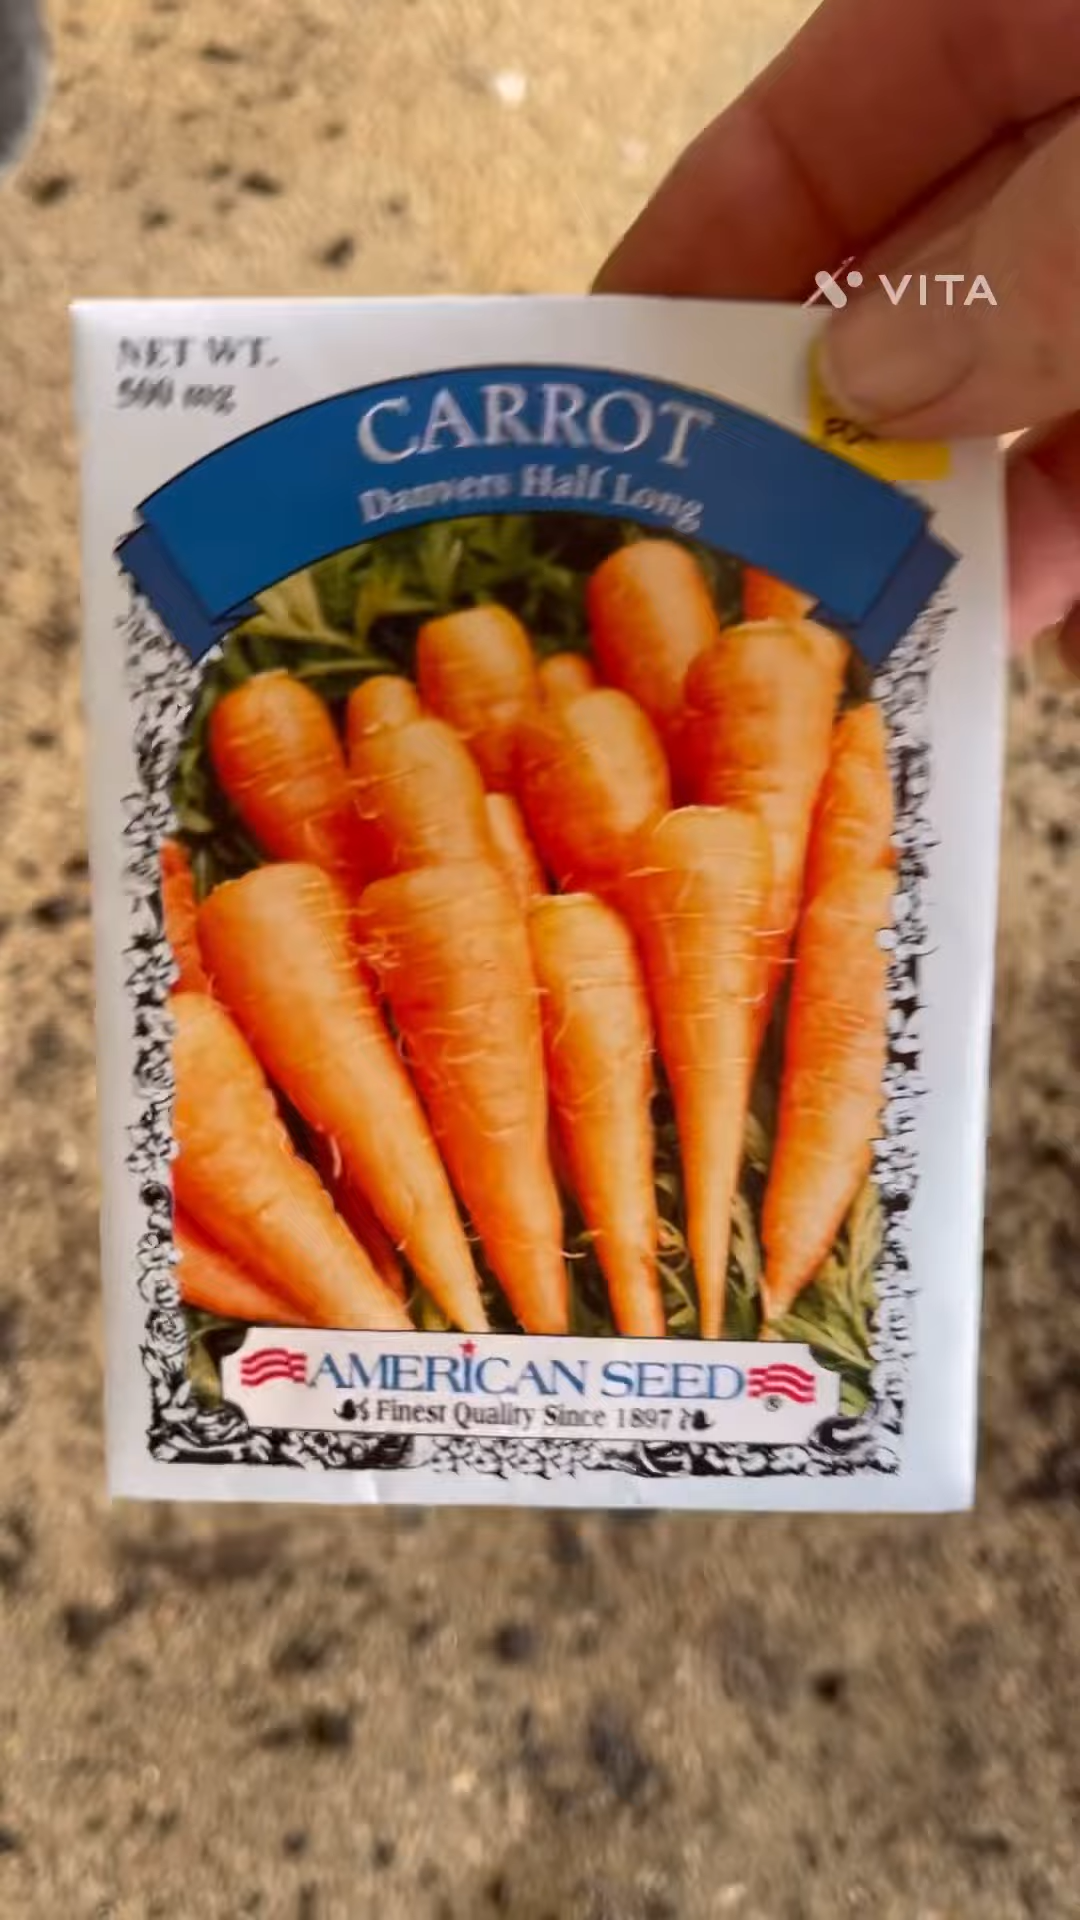 VITA
NET WT.
500 mg
CARROT
Danvers Half Long
AMERICAN SEED®
Finest Quality Since 1897